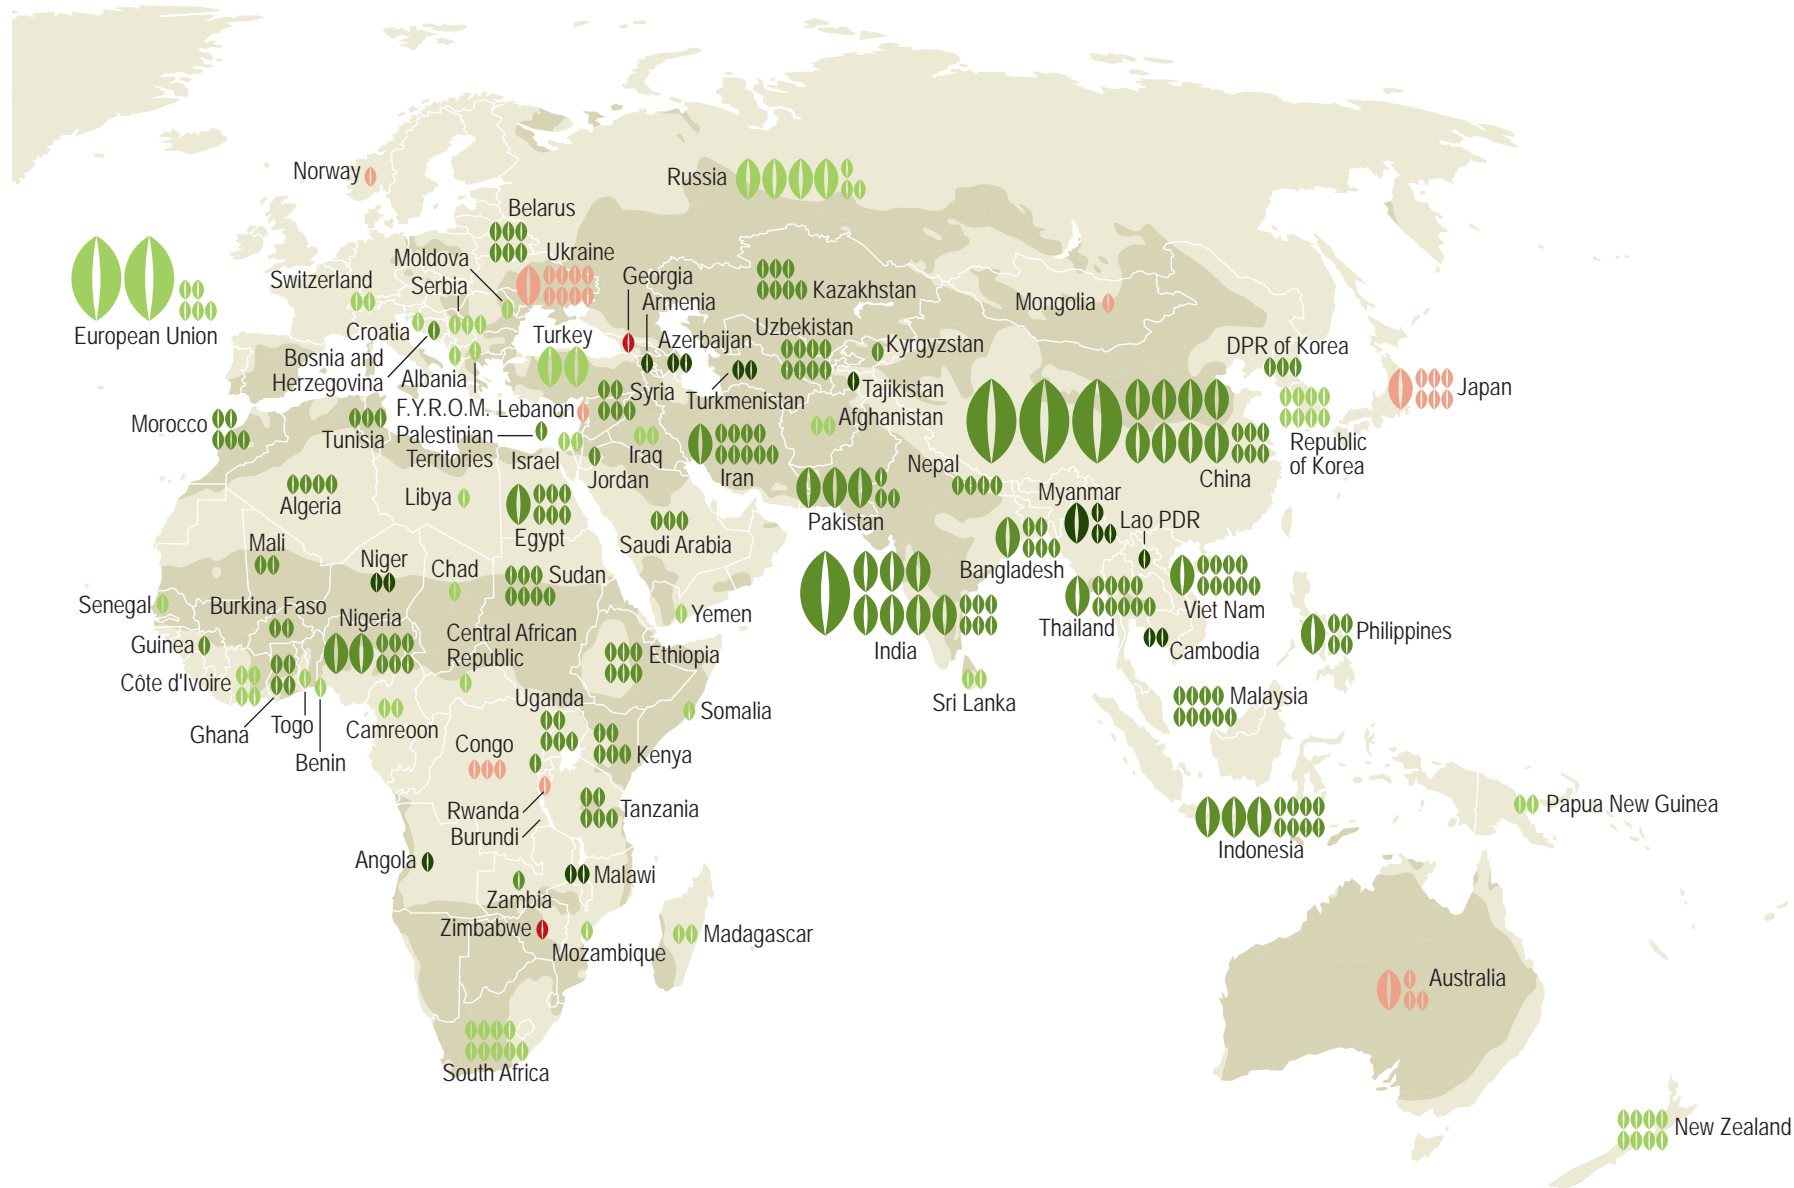 Norway
Russia
Belarus
Ukraine
Moldova
Georgia
Switzerland
Serbia
Armenia
Kazakhstan
Mongolia
European Union
Croatia
Turkey
Azerbaijan
Uzbekistan
Kyrgyzstan
DPR of Korea
Bosnia and
Herzegovina
Albania
Syria
Turkmenistan
Tajikistan
Japan
F.Y.R.O.M.
Lebanon
Afghanistan
Morocco
Tunisia
Palestinian
Territories
Israel
Iraq
Iran
Republic
of Korea
Jordan
Nepal
China
Libya
Algeria
Myanmar
Pakistan
Lao PDR
Egypt
Saudi Arabia
Mali
Niger
Chad
Sudan
Bangladesh
Senegal
Burkina Faso
Nigeria
Yemen
Viet Nam
Thailand
Central African
Republic
Guinea
Ethiopia
India
Cambodia
Philippines
Côte d'Ivoire
Uganda
Sri Lanka
Malaysia
Somalia
Ghana
Togo
Camreoon
Congo
Kenya
Benin
Rwanda
Burundi
Tanzania
Papua New Guinea
Indonesia
Angola
Malawi
Zambia
Zimbabwe
Mozambique
Madagascar
Australia
South Africa
New Zealand